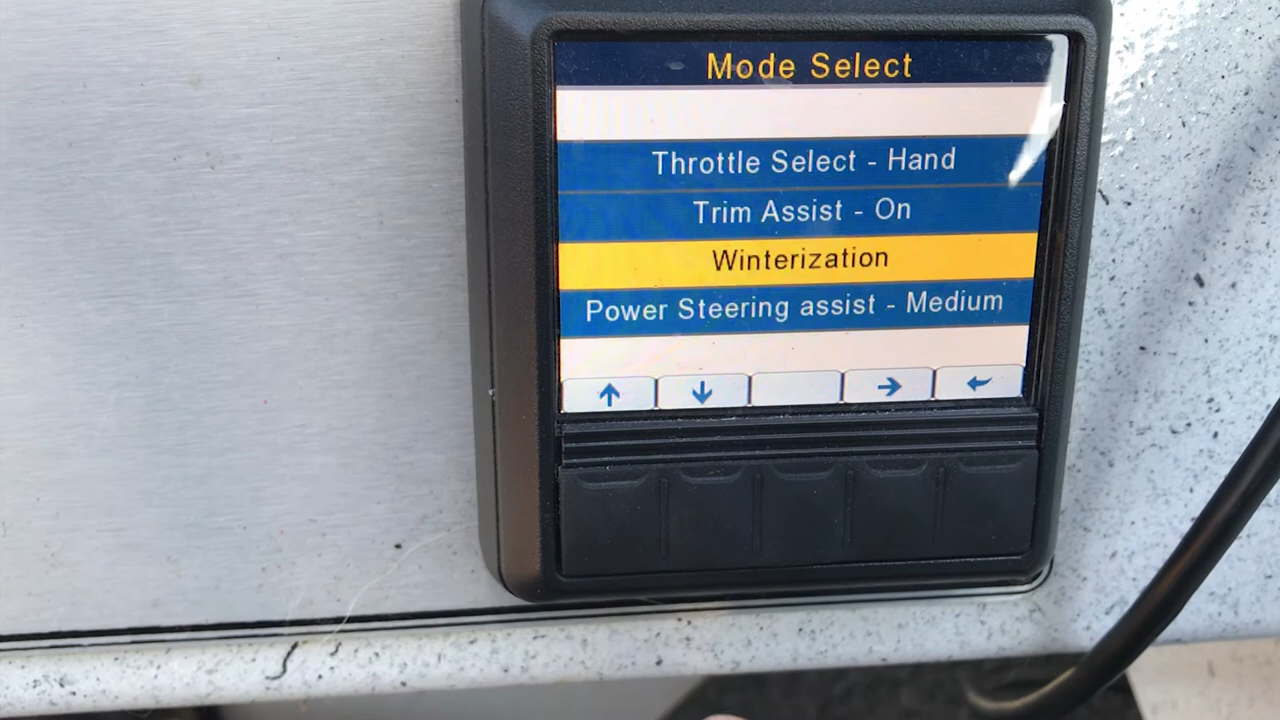 Mode Select
Throttle Select - Hand
Trim Assist - On
Winterization
Power Steering assist - Medium